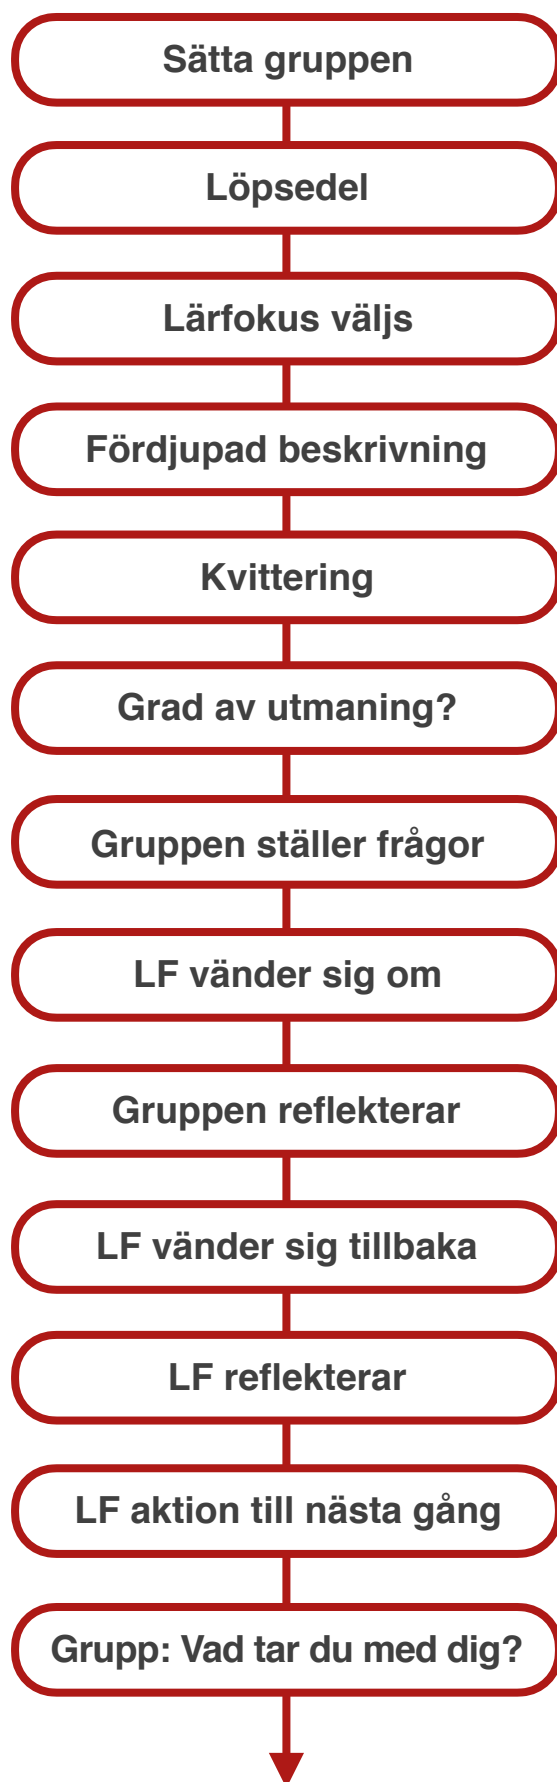 Sätta gruppen
Löpsedel
Lärfokus väljs
Fördjupad beskrivning
Kvittering
Grad av utmaning?
Gruppen ställer frågor
LF vänder sig om
Gruppen reflekterar
LF vänder sig tillbaka
LF reflekterar
LF aktion till nästa gång
Grupp: Vad tar du med dig?